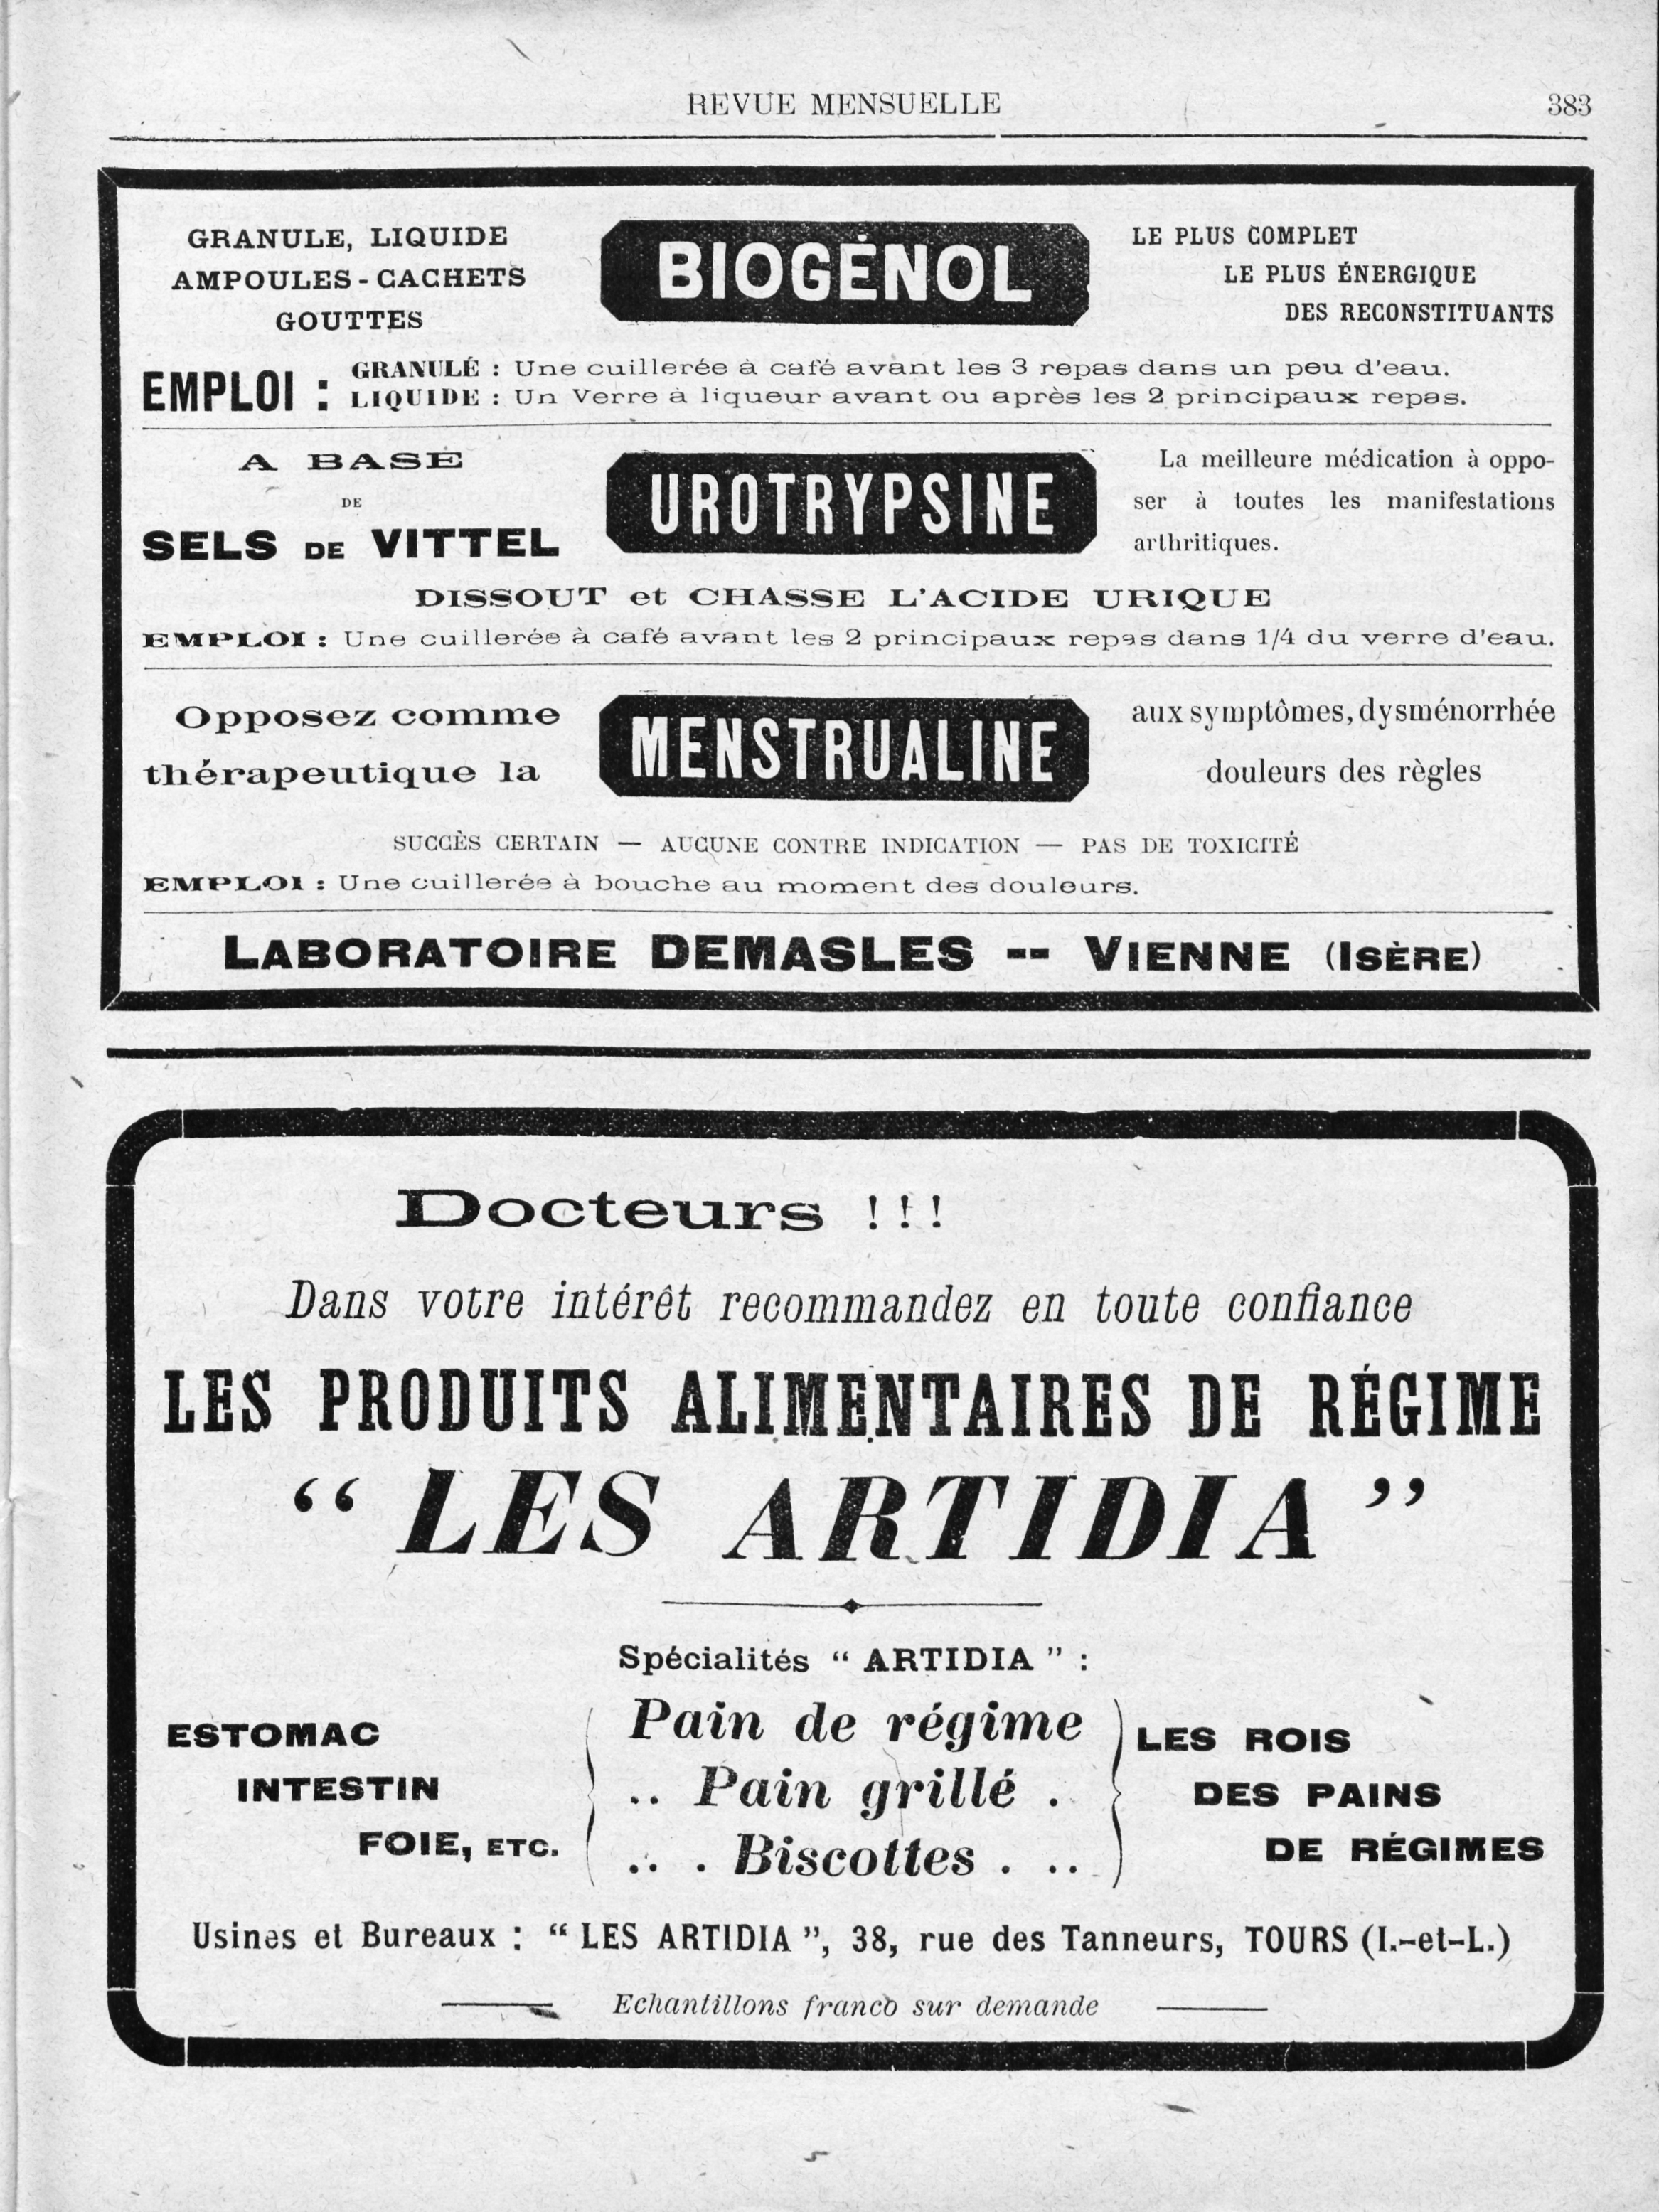 REVUE MENSUELLE 383
GRANULE, LIQUIDE
AMPOULES - CACHETS
GOUTTES
BIOGÉNOL
LE PLUS COMPLET
LE PLUS ÉNERGIQUE
DES RECONSTITUANTS
EMPLOI :
GRANULÉ : Une cuillerée à café avant les 3 repas dans un peu d'eau.
LIQUIDE : Un Verre à liqueur avant ou après les 2 principaux repas.
A BASE
DE
SELS DE VITTEL
UROTRYPSINE
La meilleure médication à oppo-
ser à toutes les manifestations
arthritiques.
DISSOUT et CHASSE L'ACIDE URIQUE
EMPLOI : Une cuillerée à café avant les 2 principaux repas dans 1/4 du verre d'eau.
Opposez comme
thérapeutique la
MENSTRUALINE
aux symptômes, dysménorrhée
douleurs des règles
SUCCÈS CERTAIN — AUCUNE CONTRE INDICATION — PAS DE TOXICITÉ
EMPLOI : Une cuillerée à bouche au moment des douleurs.
LABORATOIRE DEMASLES -- VIENNE (ISÈRE)
Docteurs !!!
Dans votre intérêt recommandez en toute confiance
LES PRODUITS ALIMENTAIRES DE RÉGIME
“ LES ARTIDIA ”
Spécialités “ ARTIDIA ” :
ESTOMAC
INTESTIN
FOIE, ETC.
Pain de régime
.. Pain grillé .
.. . Biscottes . ..
LES ROIS
DES PAINS
DE RÉGIMES
Usines et Bureaux : “ LES ARTIDIA ”, 38, rue des Tanneurs, TOURS (I.-et-L.)
Echantillons franco sur demande